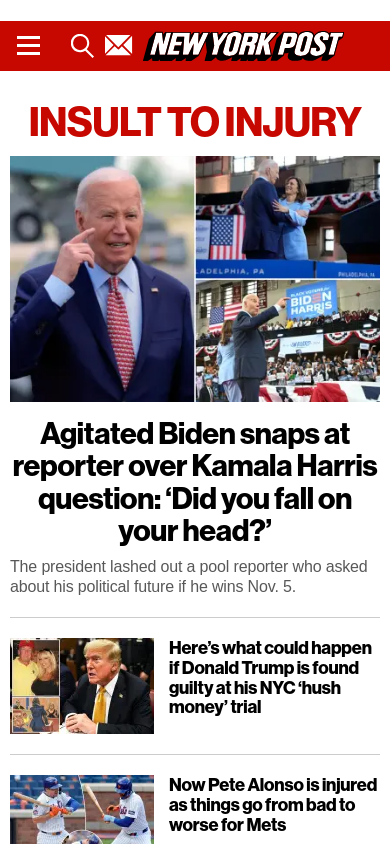 NEW YORK POST
INSULT TO INJURY
LADELPHIA, PA
PHILADELPHIA, PA
BIDEN
HARRIS
Agitated Biden snaps at
reporter over Kamala Harris
question: ‘Did you fall on
your head?’
The president lashed out a pool reporter who asked
about his political future if he wins Nov. 5.
Here’s what could happen
if Donald Trump is found
guilty at his NYC ‘hush
money’ trial
Now Pete Alonso is injured
as things go from bad to
worse for Mets